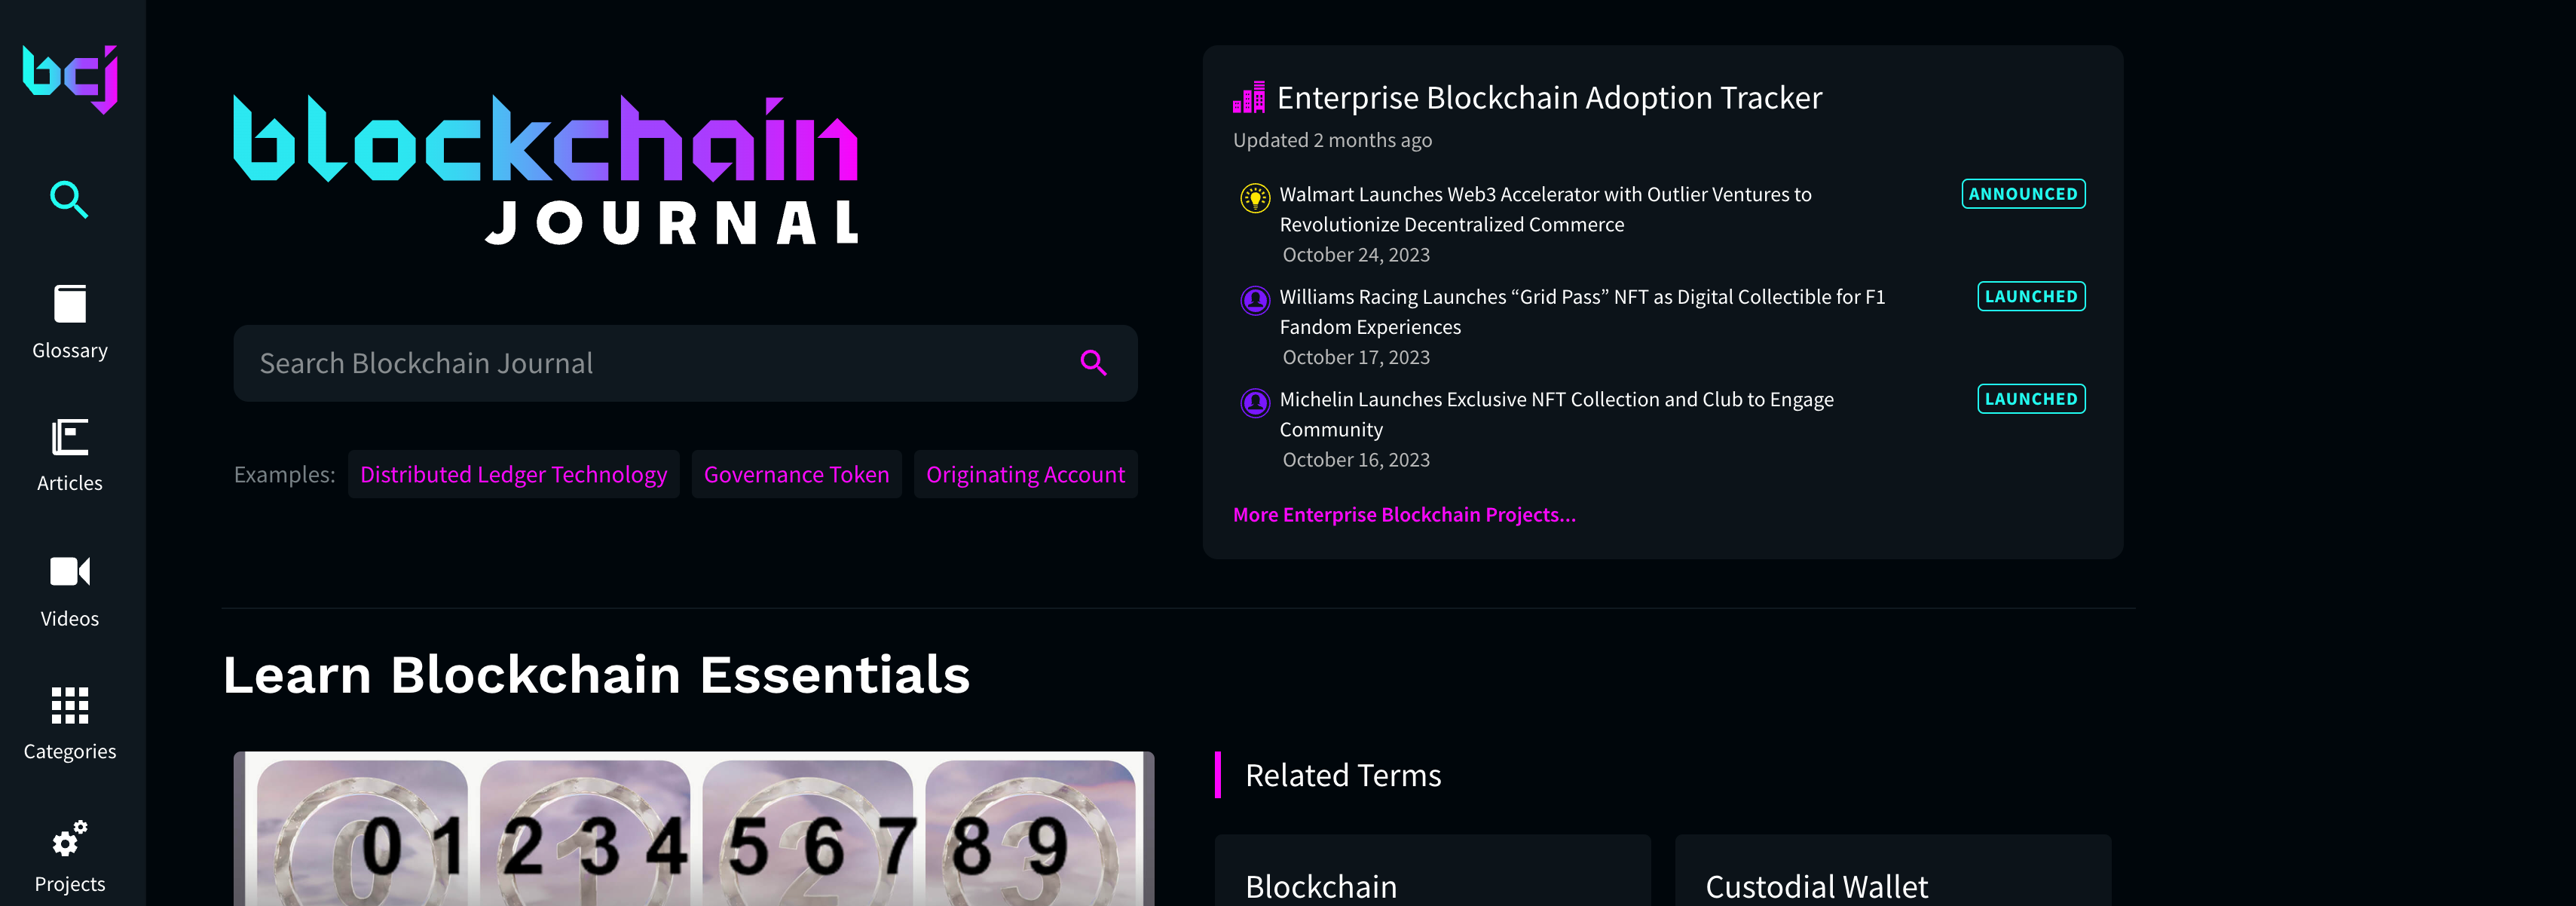 bcj
Glossary
Articles
Videos
Categories
Projects
blockchain
JOURNAL
Search Blockchain Journal
Examples: Distributed Ledger Technology Governance Token Originating Account
Enterprise Blockchain Adoption Tracker
Updated 2 months ago
Walmart Launches Web3 Accelerator with Outlier Ventures to
Revolutionize Decentralized Commerce
ANNOUNCED
October 24, 2023
Williams Racing Launches “Grid Pass” NFT as Digital Collectible for F1
Fandom Experiences
LAUNCHED
October 17, 2023
Michelin Launches Exclusive NFT Collection and Club to Engage
Community
LAUNCHED
October 16, 2023
More Enterprise Blockchain Projects...
Learn Blockchain Essentials
0 1 2 3 4 5 6 7 8 9
0 1 2 3
Related Terms
Blockchain
Custodial Wallet